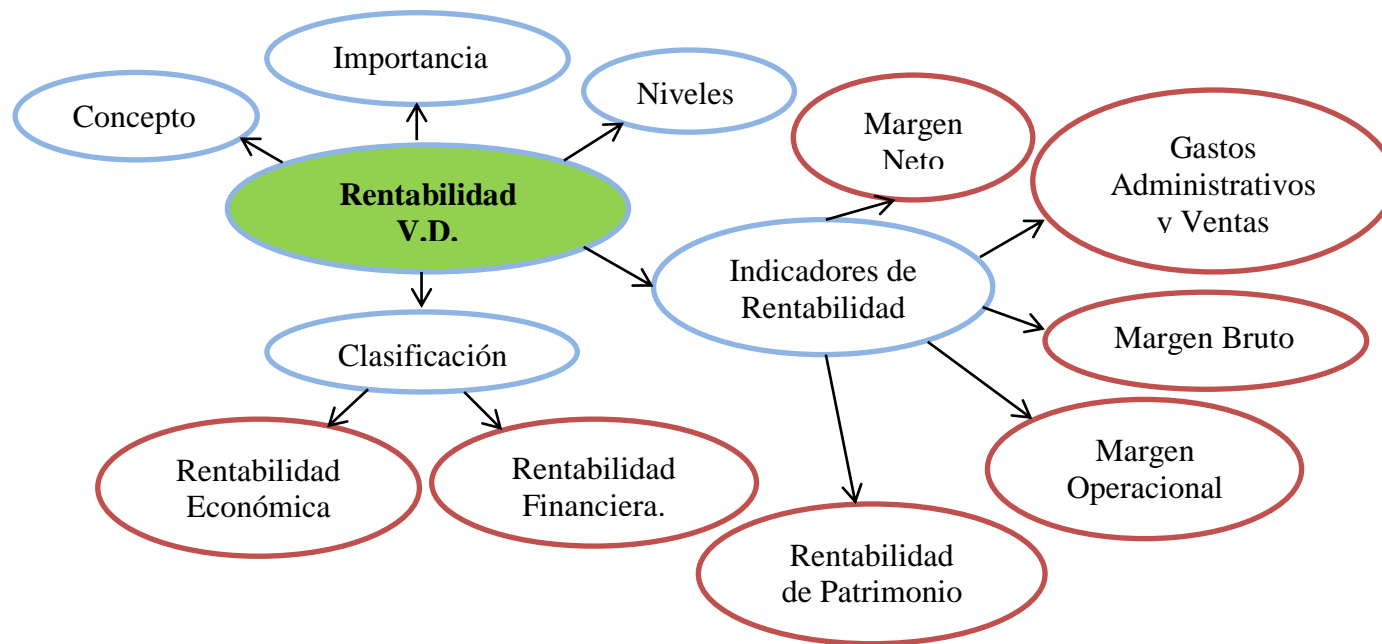 Importancia
Concepto
Niveles
Rentabilidad
V.D.
Margen
Neto
Gastos
Administrativos
y Ventas
Indicadores de
Rentabilidad
Margen Bruto
Clasificación
Margen
Operacional
Rentabilidad
Económica
Rentabilidad
Financiera.
Rentabilidad
de Patrimonio